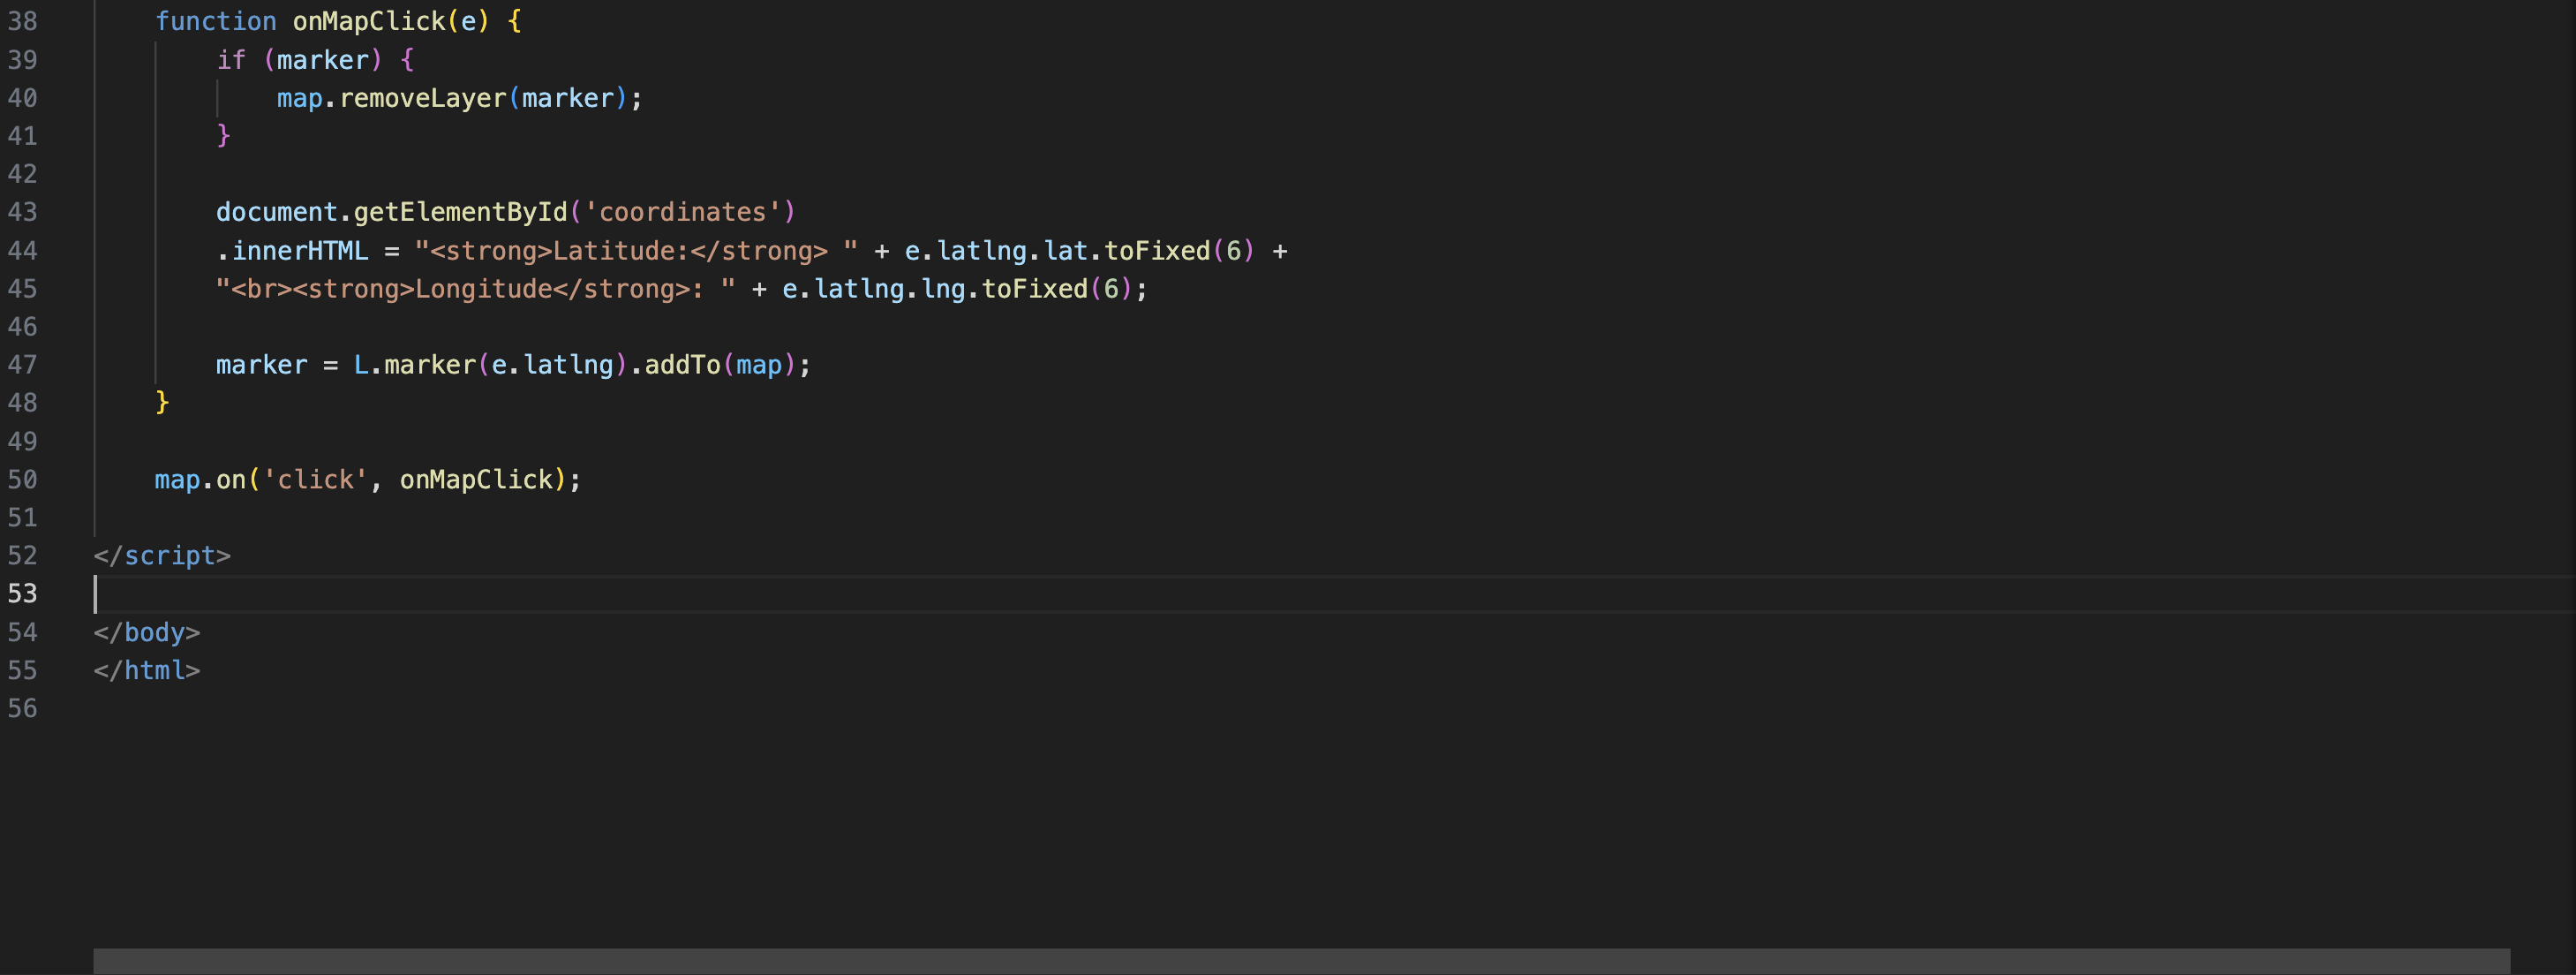 38 function onMapClick(e) {
39 if (marker) {
40 map.removeLayer(marker);
41 }
42
43 document.getElementById('coordinates')
44 .innerHTML = "<strong>Latitude:</strong> " + e.latlng.lat.toFixed(6) +
45 "<br><strong>Longitude</strong>: " + e.latlng.lng.toFixed(6);
46
47 marker = L.marker(e.latlng).addTo(map);
48 }
49
50 map.on('click', onMapClick);
51
52 </script>
53
54 </body>
55 </html>
56